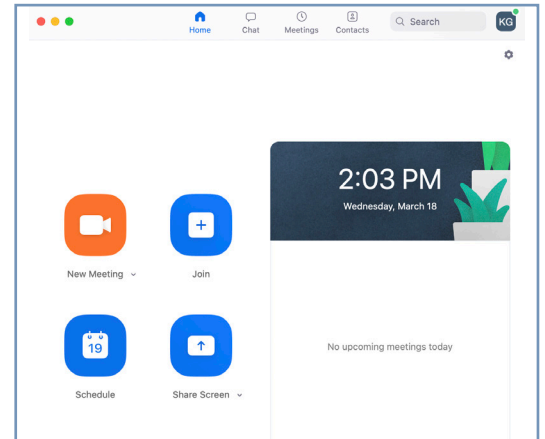 Home
Chat
Meetings
Contacts
Search
KG
2:03 PM
Wednesday, March 18
New Meeting
Join
19
Schedule
Share Screen
No upcoming meetings today